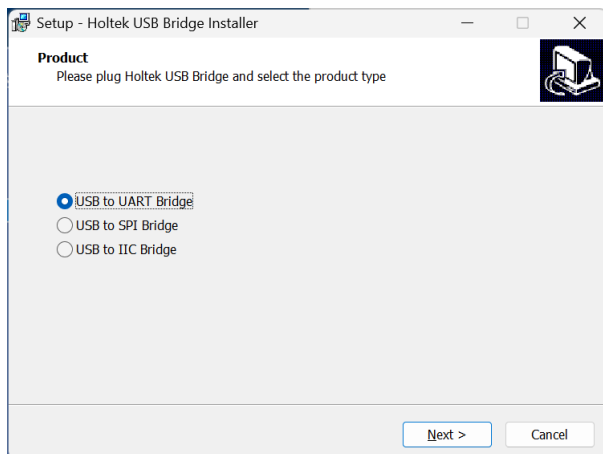 Setup - Holtek USB Bridge Installer
Product
Please plug Holtek USB Bridge and select the product type
USB to UART Bridge
USB to SPI Bridge
USB to IIC Bridge
Next >
Cancel